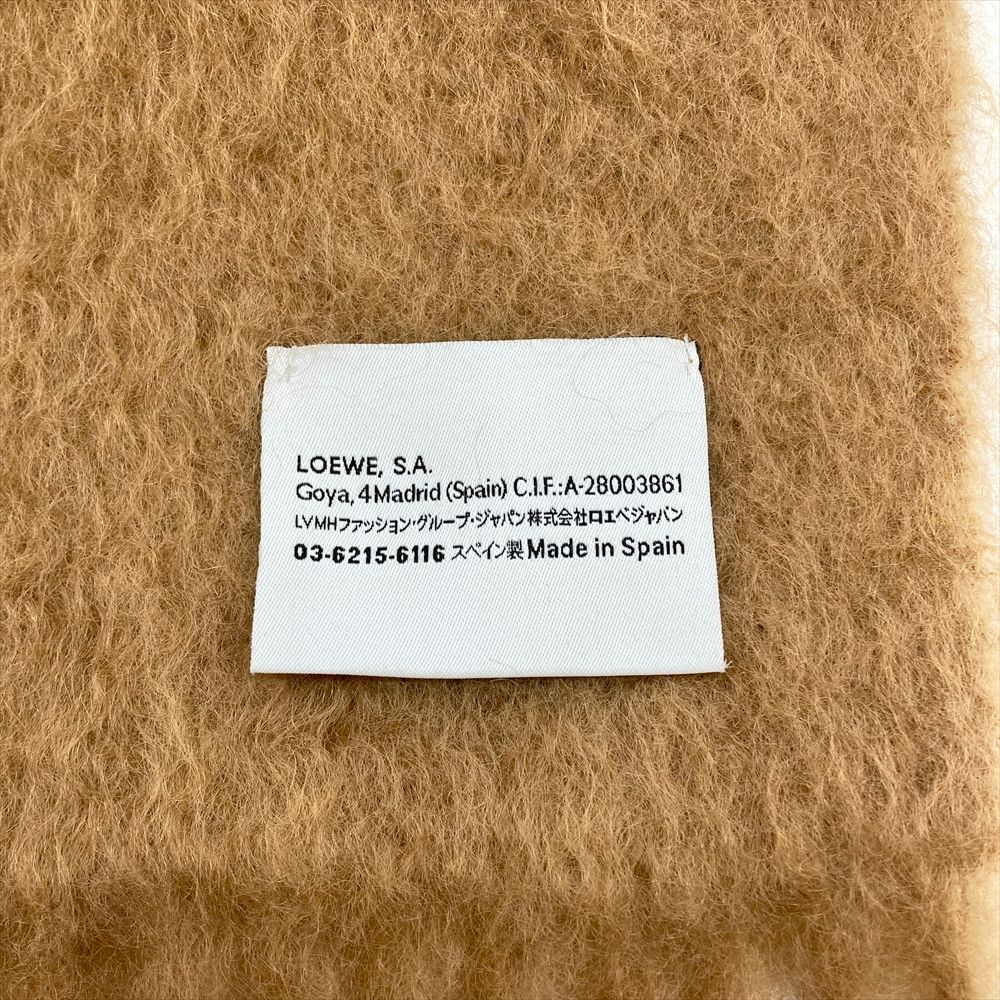 LOEWE, S.A.
Goya, 4 Madrid (Spain) C.I.F.:A-28003861
LVMHファッション・グループ・ジャパン株式会社ロエベジャパン
03-6215-6116 スペイン製 Made in Spain